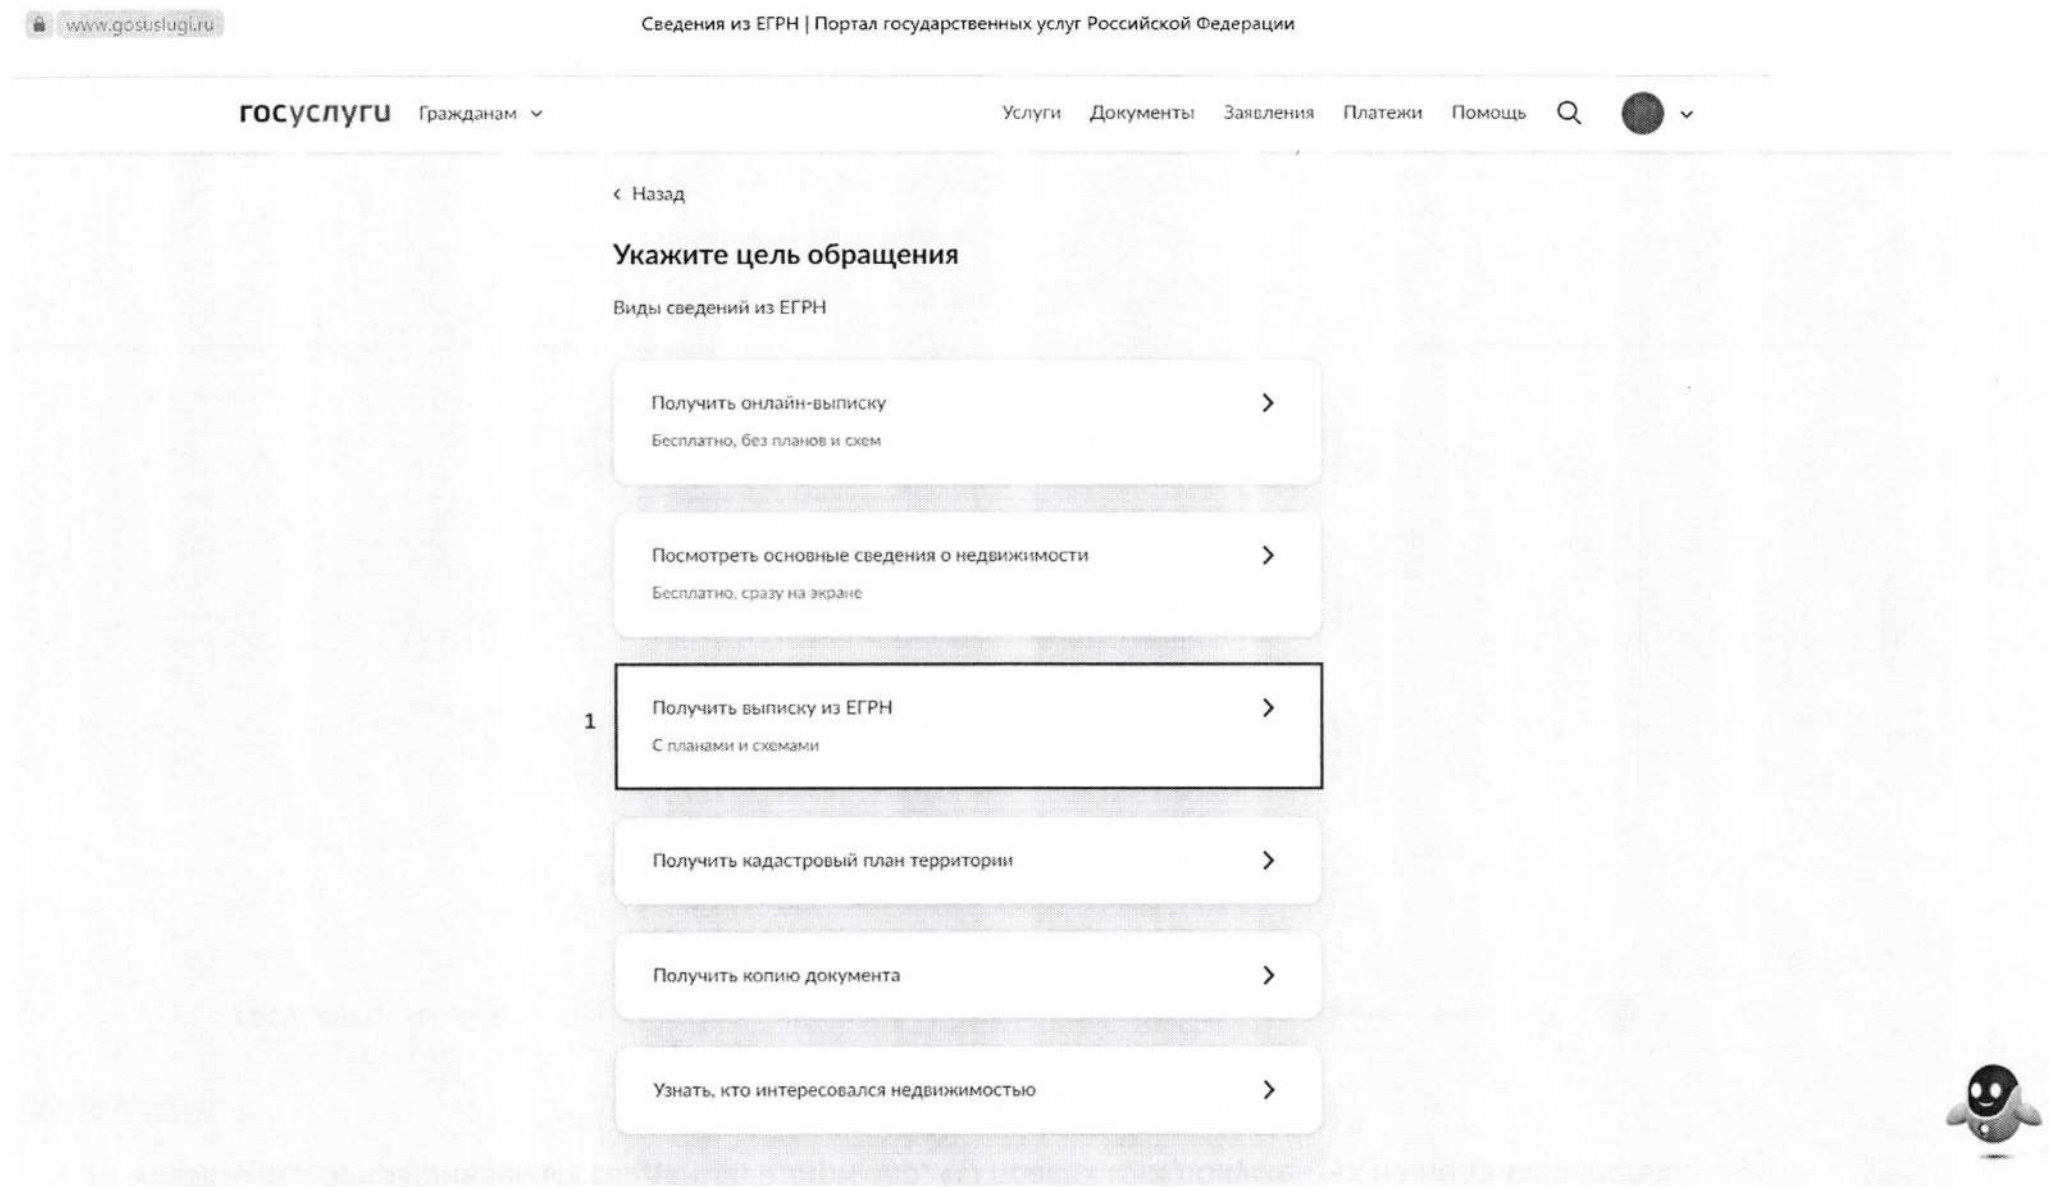 www.gosuslugi.ru Сведения из ЕГРН | Портал государственных услуг Российской Федерации
госуслуги Гражданам Услуги Документы Заявления Платежи Помощь
Назад
Укажите цель обращения
Виды сведений из ЕГРН
Получить онлайн-выписку
Бесплатно, без планов и схем
Посмотреть основные сведения о недвижимости
Бесплатно, сразу на экране
1
Получить выписку из ЕГРН
С планами и схемами
Получить кадастровый план территории
Получить копию документа
Узнать, кто интересовался недвижимостью